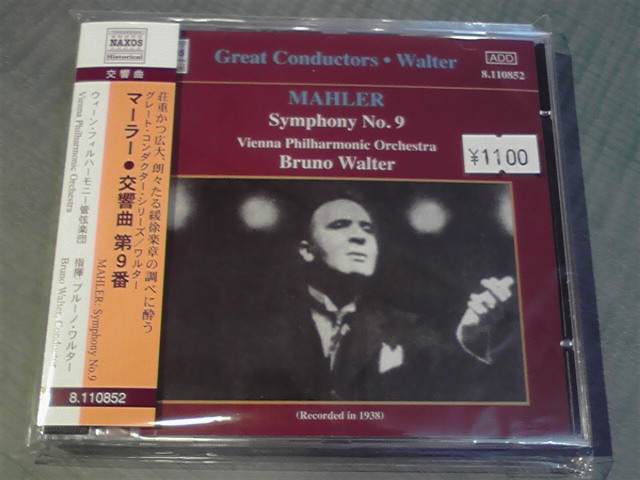 NAXOS
Historical
交響曲
荘重かつ広大、朗々たる緩徐楽章の調べに酔う
グレート・コンダクター・シリーズ/ワルター
マーラー●交響曲 第9番
MAHLER: Symphony No.9
ウィーン・フィルハーモニー管弦楽団 指揮:ブルーノ・ワルター
Vienna Philharmonic Orchestra Bruno Walter, Conductor
8.110852
Great Conductors • Walter
ADD
8.110852
MAHLER
Symphony No. 9
Vienna Philharmonic Orchestra
Bruno Walter
¥1100
(Recorded in 1938)